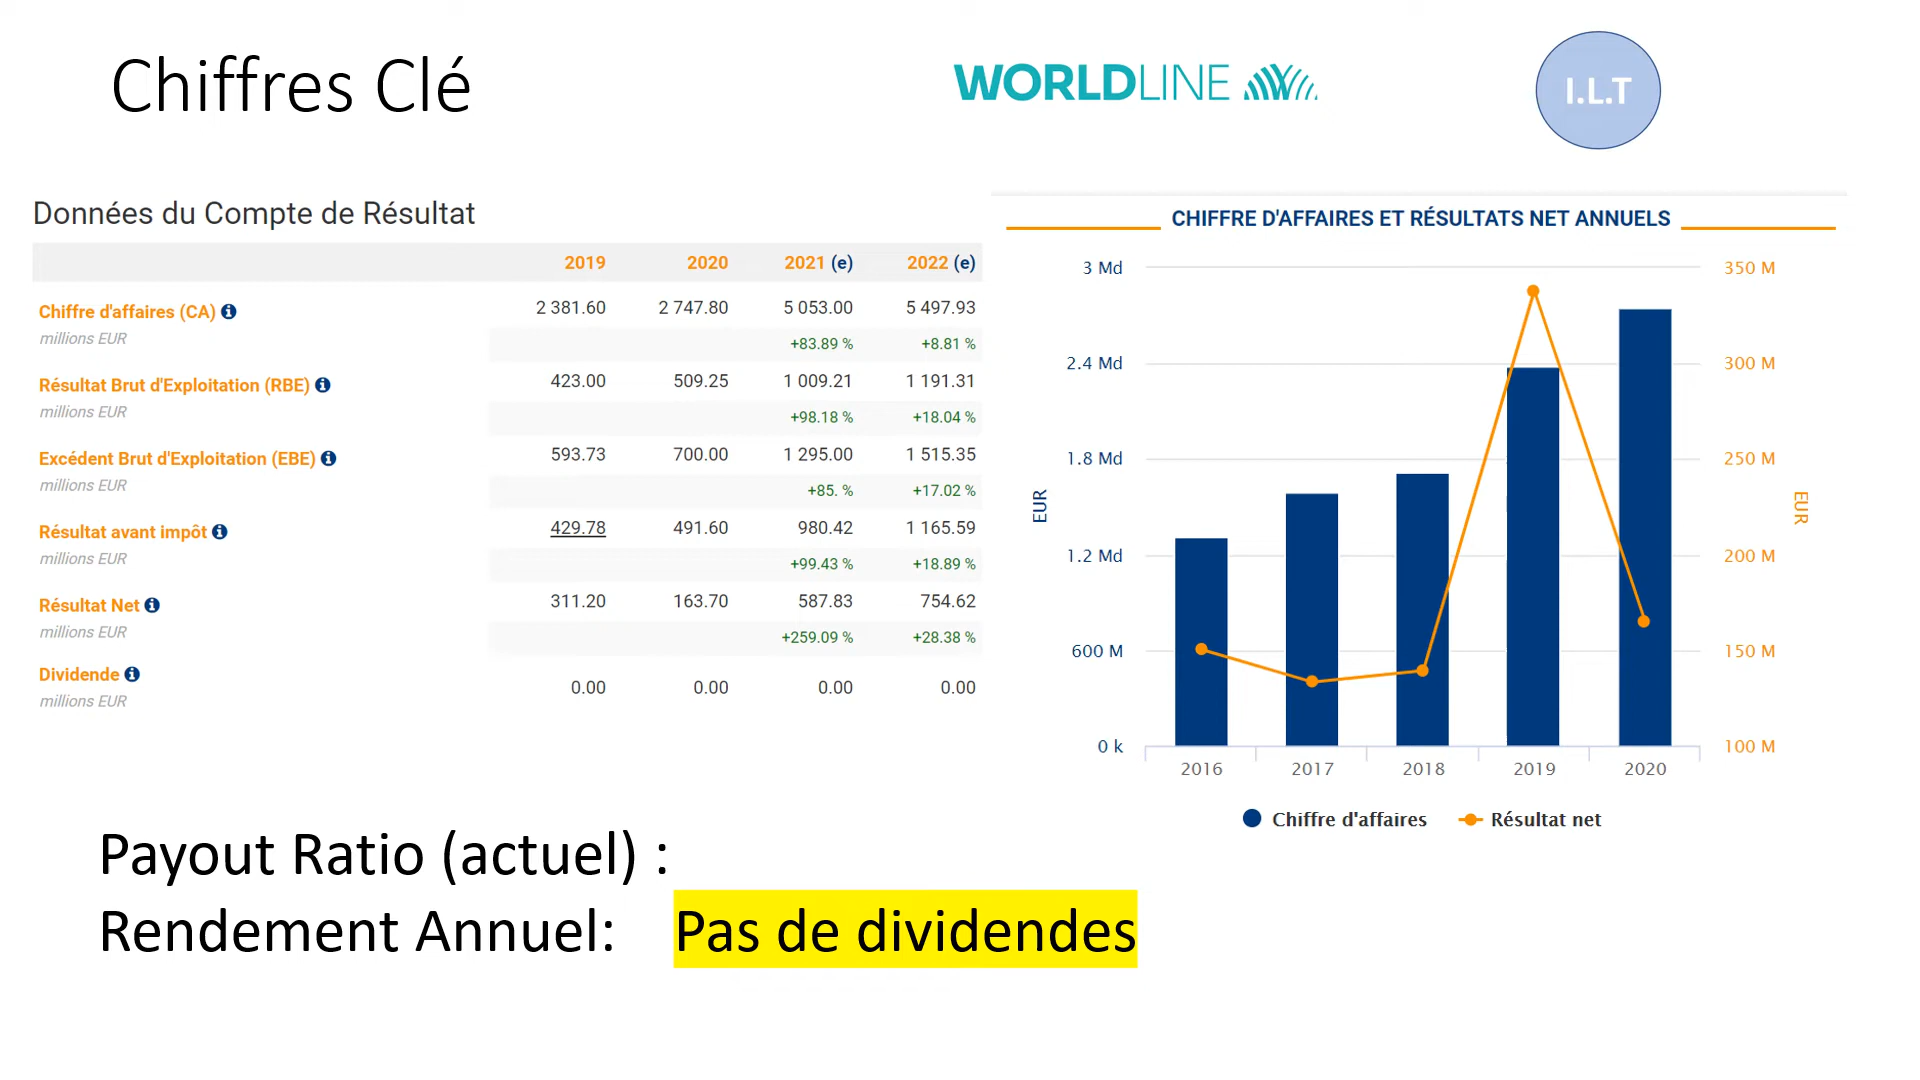 Chiffres Clé
WORLDLINE
I.L.T
Données du Compte de Résultat
2019 2020 2021 (e) 2022 (e)
Chiffre d'affaires (CA) 2 381.60 2 747.80 5 053.00 5 497.93
millions EUR +83.89 % +8.81 %
Résultat Brut d'Exploitation (RBE) 423.00 509.25 1 009.21 1 191.31
millions EUR +98.18 % +18.04 %
Excédent Brut d'Exploitation (EBE) 593.73 700.00 1 295.00 1 515.35
millions EUR +85. % +17.02 %
Résultat avant impôt 429.78 491.60 980.42 1 165.59
millions EUR +99.43 % +18.89 %
Résultat Net 311.20 163.70 587.83 754.62
millions EUR +259.09 % +28.38 %
Dividende 0.00 0.00 0.00 0.00
millions EUR
CHIFFRE D'AFFAIRES ET RÉSULTATS NET ANNUELS
3 Md 350 M
2.4 Md 300 M
1.8 Md 250 M
EUR EUR
1.2 Md 200 M
600 M 150 M
0 k 100 M
2016 2017 2018 2019 2020
Chiffre d'affaires Résultat net
Payout Ratio (actuel) :
Rendement Annuel: Pas de dividendes